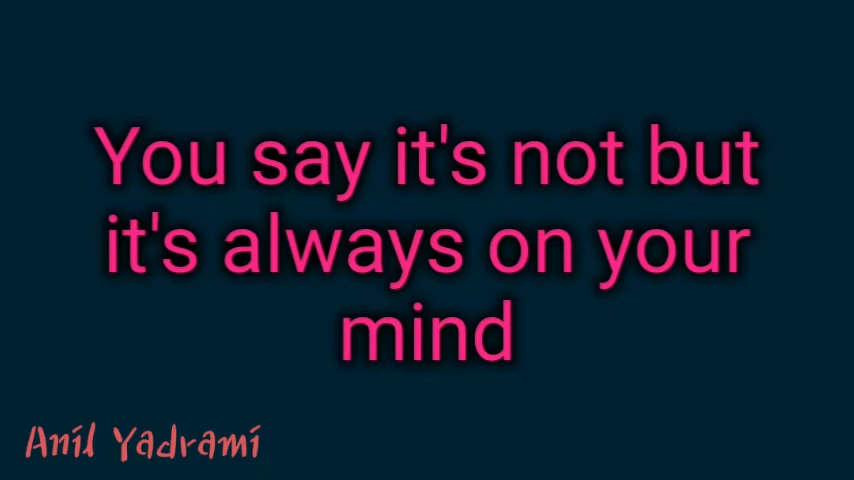 You say it's not but
it's always on your
mind
Anil Yadrami